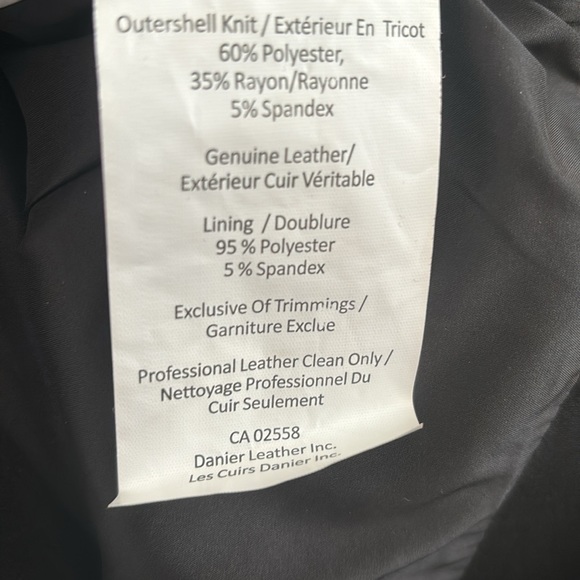 Outershell Knit / Extérieur En Tricot
60% Polyester,
35% Rayon/Rayonne
5% Spandex
Genuine Leather/
Extérieur Cuir Véritable
Lining / Doublure
95 % Polyester
5 % Spandex
Exclusive Of Trimmings /
Garniture Exclue
Professional Leather Clean Only /
Nettoyage Professionnel Du
Cuir Seulement
CA 02558
Danier Leather Inc.
Les Cuirs Danier Inc.